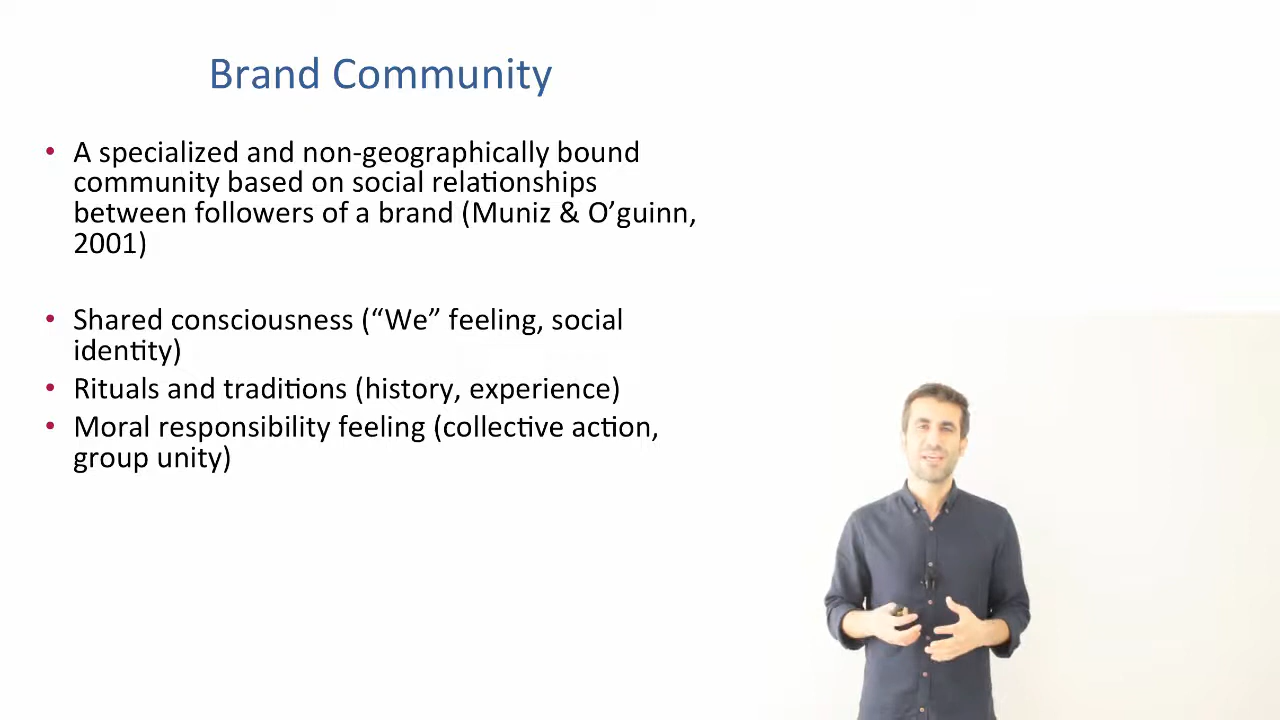 Brand Community
• A specialized and non-geographically bound
community based on social relationships
between followers of a brand (Muniz & O’guinn,
2001)
• Shared consciousness (“We” feeling, social
identity)
• Rituals and traditions (history, experience)
• Moral responsibility feeling (collective action,
group unity)